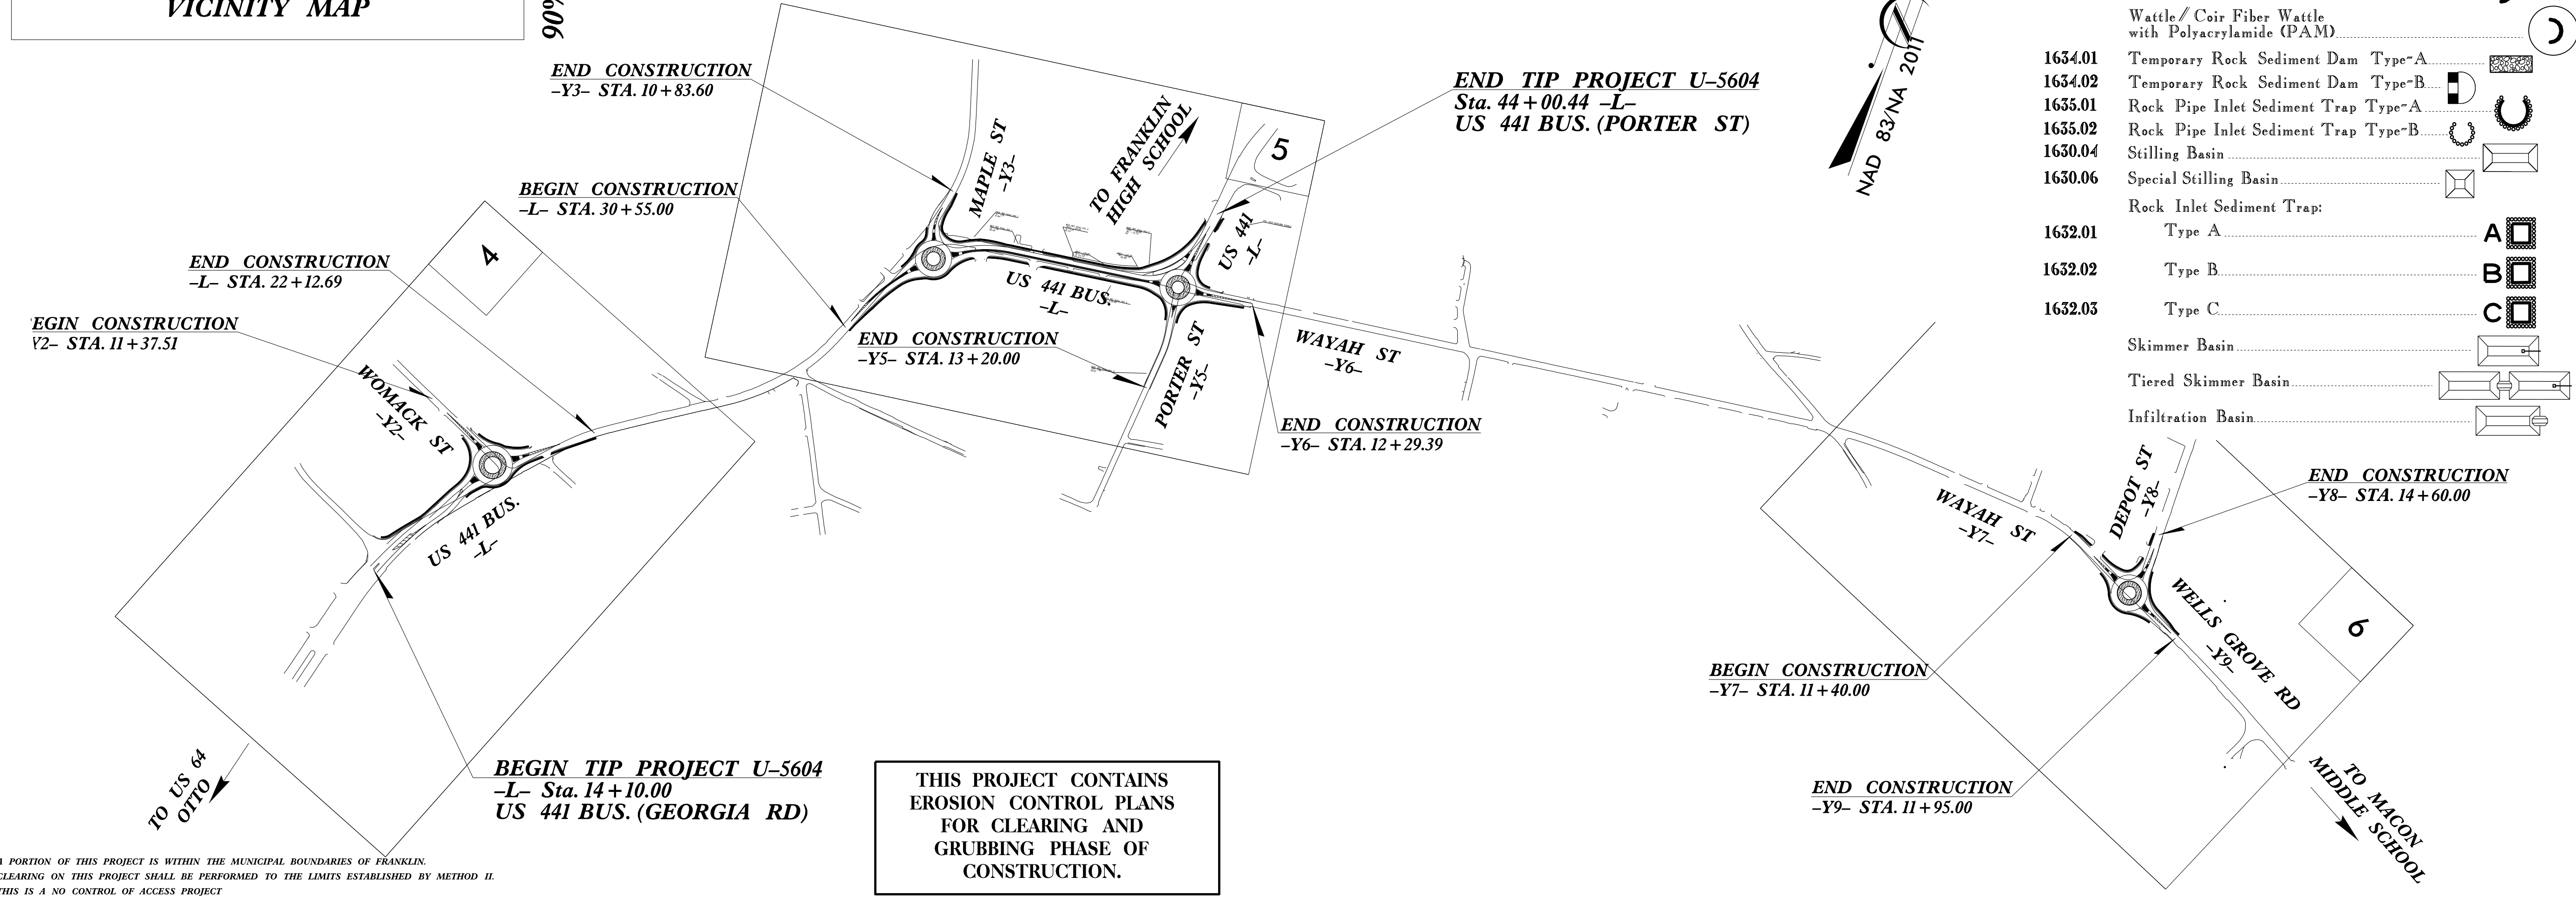 VICINITY MAP
90%
END CONSTRUCTION
-Y3- STA. 10+83.60
BEGIN CONSTRUCTION
-L- STA. 30+55.00
END CONSTRUCTION
-L- STA. 22+12.69
EGIN CONSTRUCTION
Y2- STA. 11+37.51
4
WOMACK ST
-Y2-
US 441 BUS.
-L-
TO US 64
OTTO
BEGIN TIP PROJECT U-5604
-L- Sta. 14+10.00
US 441 BUS. (GEORGIA RD)
MAPLE ST
-Y3-
TO FRANKLIN
HIGH SCHOOL
5
US 441
-L-
US 441 BUS.
-L-
END TIP PROJECT U-5604
Sta. 44+00.44 -L-
US 441 BUS. (PORTER ST)
END CONSTRUCTION
-Y5- STA. 13+20.00
PORTER ST
-Y5-
WAYAH ST
-Y6-
END CONSTRUCTION
-Y6- STA. 12+29.39
NAD 83/NA 2011
WAYAH ST
-Y7-
DEPOT ST
-Y8-
END CONSTRUCTION
-Y8- STA. 14+60.00
WELLS GROVE RD
-Y9-
6
BEGIN CONSTRUCTION
-Y7- STA. 11+40.00
END CONSTRUCTION
-Y9- STA. 11+95.00
TO MACON
MIDDLE SCHOOL
THIS PROJECT CONTAINS
EROSION CONTROL PLANS
FOR CLEARING AND
GRUBBING PHASE OF
CONSTRUCTION.
A PORTION OF THIS PROJECT IS WITHIN THE MUNICIPAL BOUNDARIES OF FRANKLIN.
CLEARING ON THIS PROJECT SHALL BE PERFORMED TO THE LIMITS ESTABLISHED BY METHOD II.
THIS IS A NO CONTROL OF ACCESS PROJECT
Wattle / Coir Fiber Wattle
with Polyacrylamide (PAM)
1634.01 Temporary Rock Sediment Dam Type-A
1634.02 Temporary Rock Sediment Dam Type-B
1635.01 Rock Pipe Inlet Sediment Trap Type-A
1635.02 Rock Pipe Inlet Sediment Trap Type-B
1630.04 Stilling Basin
1630.06 Special Stilling Basin
Rock Inlet Sediment Trap:
1632.01 Type A A
1632.02 Type B B
1632.03 Type C C
Skimmer Basin
Tiered Skimmer Basin
Infiltration Basin